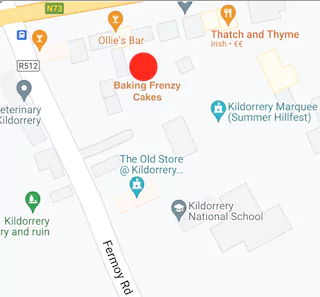 N73
Ollie's Bar
Thatch and Thyme
Irish • €€
R512
Baking Frenzy
Cakes
eterinary
Kildorrery
Kildorrery Marquee
(Summer Hillfest)
The Old Store
@ Kildorrery...
Kildorrery
National School
Kildorrery
ry and ruin
Fermoy Rd